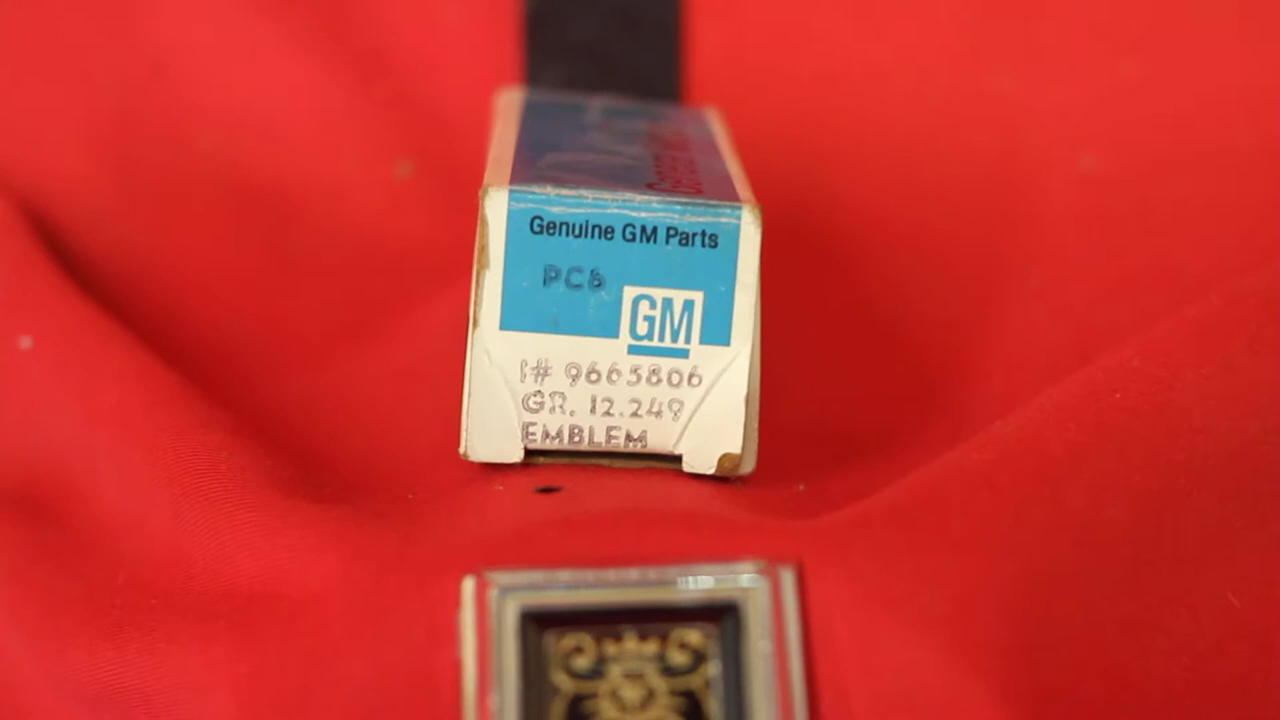 Genuine GM Parts
PC6
GM
1# 9665806
GR. 12.249
EMBLEM